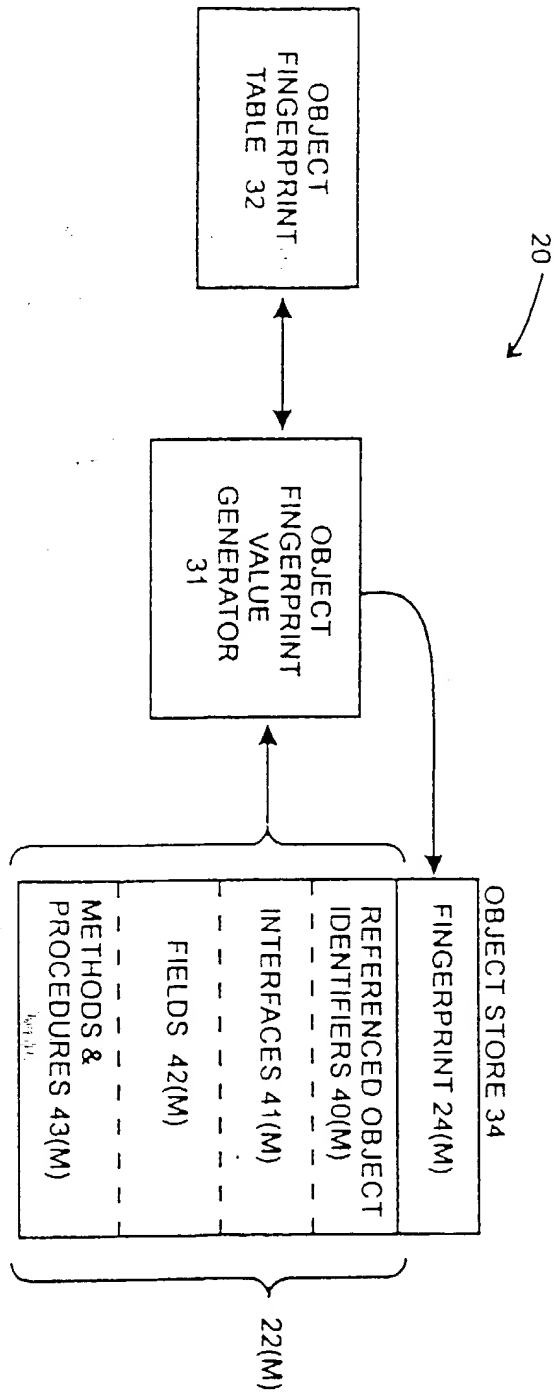 20
OBJECT
FINGERPRINT
TABLE 32
OBJECT
FINGERPRINT
VALUE
GENERATOR
31
OBJECT STORE 34
FINGERPRINT 24(M)
REFERENCED OBJECT
IDENTIFIERS 40(M)
INTERFACES 41(M)
FIELDS 42(M)
METHODS &
PROCEDURES 43(M)
22(M)